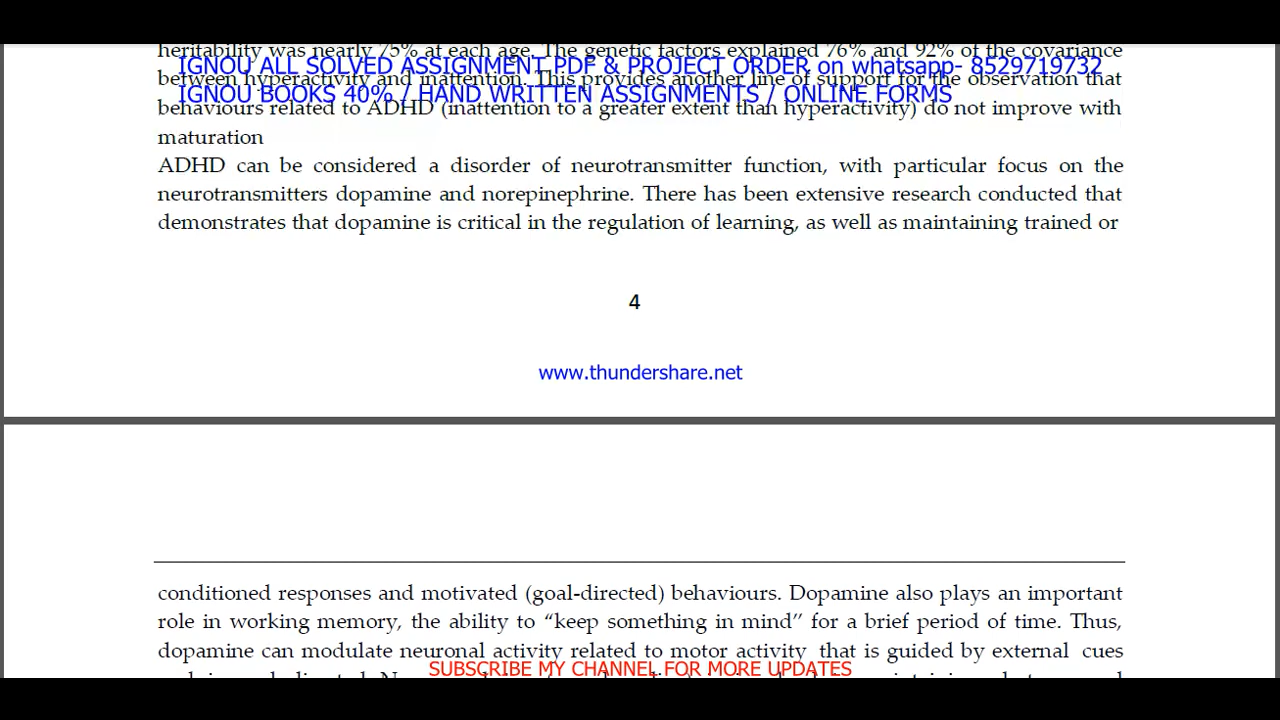 heritability was nearly 75% at each age. The genetic factors explained 76% and 92% of the covariance
IGNOU ALL SOLVED ASSIGNMENT PDF & PROJECT ORDER on whatsapp- 8529719732
between hyperactivity and inattention. This provides another line of support for the observation that
IGNOU BOOKS 40% / HAND WRITTEN ASSIGNMENTS / ONLINE FORMS
behaviours related to ADHD (inattention to a greater extent than hyperactivity) do not improve with
maturation
ADHD can be considered a disorder of neurotransmitter function, with particular focus on the
neurotransmitters dopamine and norepinephrine. There has been extensive research conducted that
demonstrates that dopamine is critical in the regulation of learning, as well as maintaining trained or
4
www.thundershare.net
conditioned responses and motivated (goal-directed) behaviours. Dopamine also plays an important
role in working memory, the ability to “keep something in mind” for a brief period of time. Thus,
dopamine can modulate neuronal activity related to motor activity that is guided by external cues
SUBSCRIBE MY CHANNEL FOR MORE UPDATES